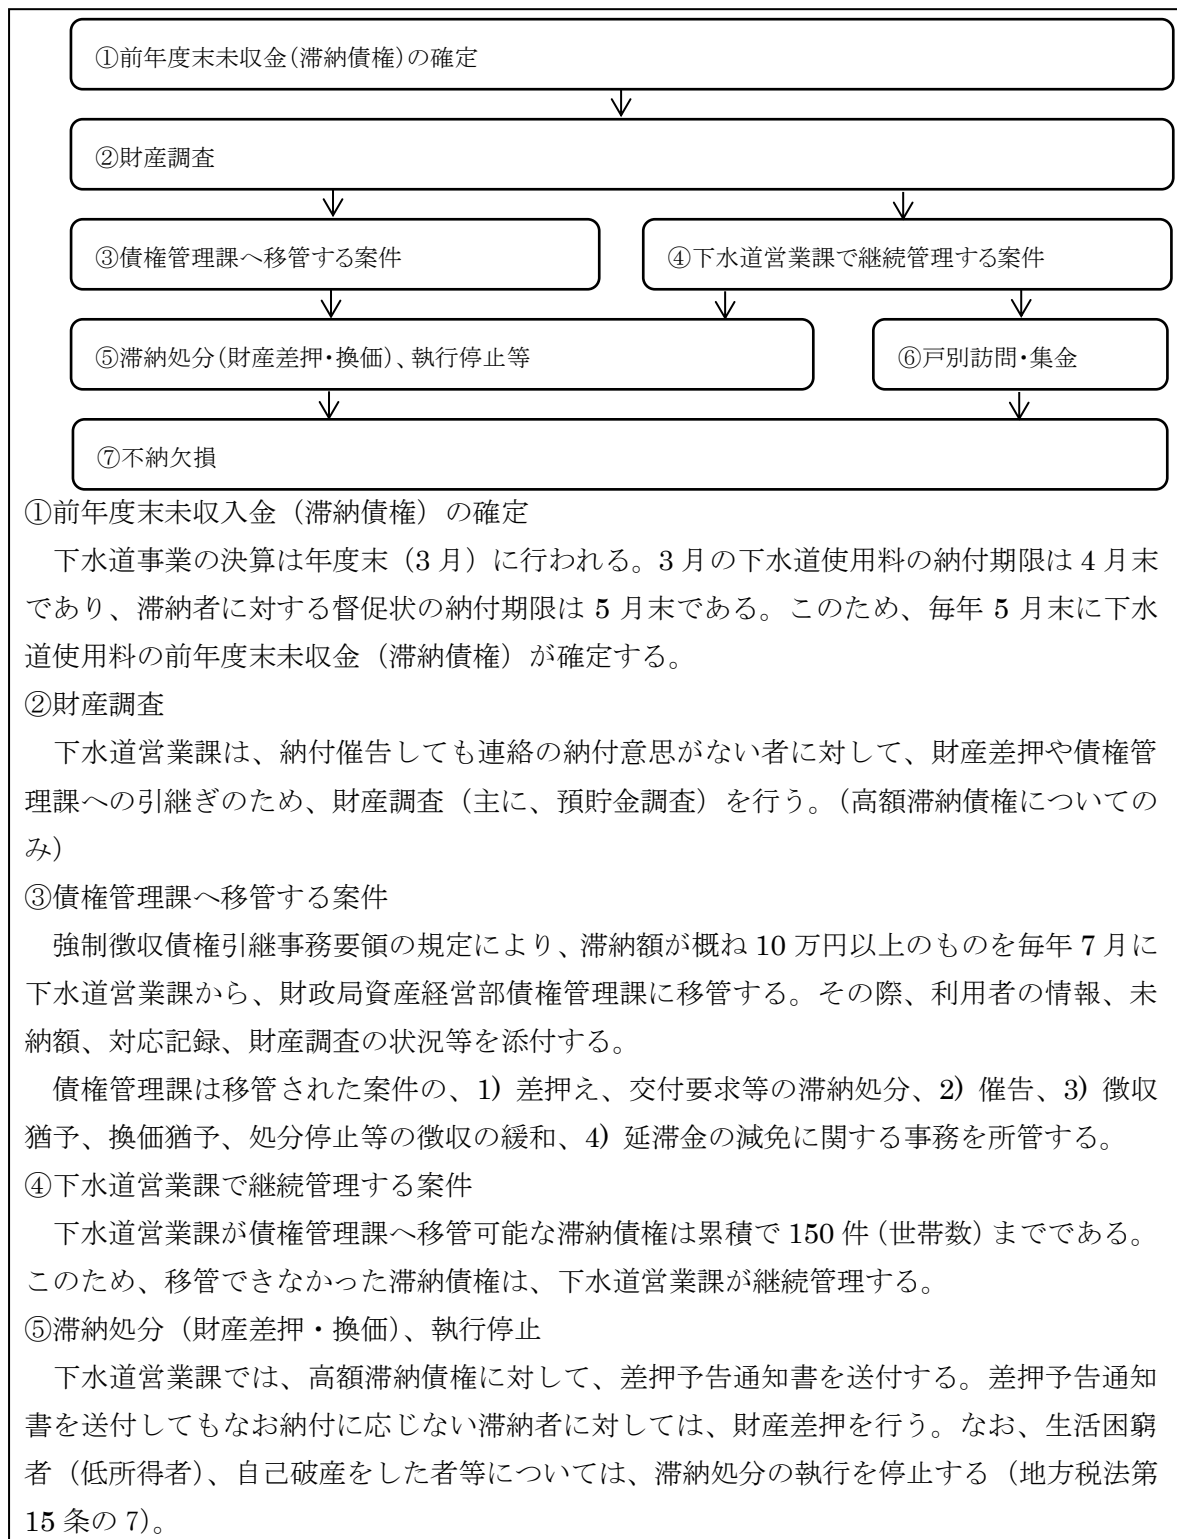 ①前年度末未収金(滞納債権)の確定
②財産調査
③債権管理課へ移管する案件
④下水道営業課で継続管理する案件
⑤滞納処分(財産差押・換価)、執行停止等
⑥戸別訪問・集金
⑦不納欠損
①前年度末未収入金（滞納債権）の確定
下水道事業の決算は年度末（3月）に行われる。3月の下水道使用料の納付期限は4月末
であり、滞納者に対する督促状の納付期限は5月末である。このため、毎年5月末に下水
道使用料の前年度末未収金（滞納債権）が確定する。
②財産調査
下水道営業課は、納付催告しても連絡の納付意思がない者に対して、財産差押や債権管
理課への引継ぎのため、財産調査（主に、預貯金調査）を行う。（高額滞納債権についての
み）
③債権管理課へ移管する案件
強制徴収債権引継事務要領の規定により、滞納額が概ね10万円以上のものを毎年7月に
下水道営業課から、財政局資産経営部債権管理課に移管する。その際、利用者の情報、未
納額、対応記録、財産調査の状況等を添付する。
債権管理課は移管された案件の、1) 差押え、交付要求等の滞納処分、2) 催告、3) 徴収
猶予、換価猶予、処分停止等の徴収の緩和、4) 延滞金の減免に関する事務を所管する。
④下水道営業課で継続管理する案件
下水道営業課が債権管理課へ移管可能な滞納債権は累積で150件（世帯数）までである。
このため、移管できなかった滞納債権は、下水道営業課が継続管理する。
⑤滞納処分（財産差押・換価）、執行停止
下水道営業課では、高額滞納債権に対して、差押予告通知書を送付する。差押予告通知
書を送付してもなお納付に応じない滞納者に対しては、財産差押を行う。なお、生活困窮
者（低所得者）、自己破産をした者等については、滞納処分の執行を停止する（地方税法第
15条の7）。